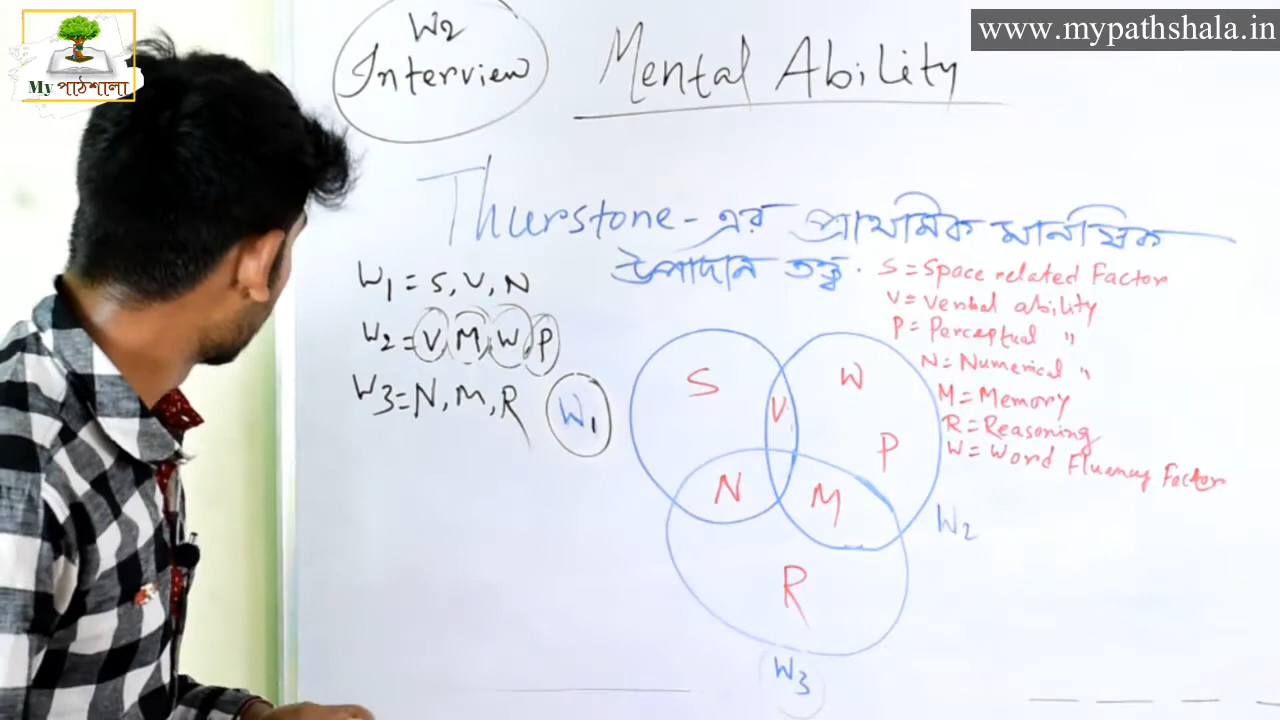 My পাঠশালা
www.mypathshala.in
W2
Interview
Mental Ability
Thurstone-এর প্রাথমিক মানসিক
উপাদান তত্ত্ব.
W1 = S, V, N
W2 = V, M, W, P
W3 = N, M, R
S = Space related Factor
V = Verbal ability
P = Perceptual "
N = Numerical "
M = Memory
R = Reasoning
W = Word Fluency Factor
W1
S
V
W
P
N
M
R
W2
W3